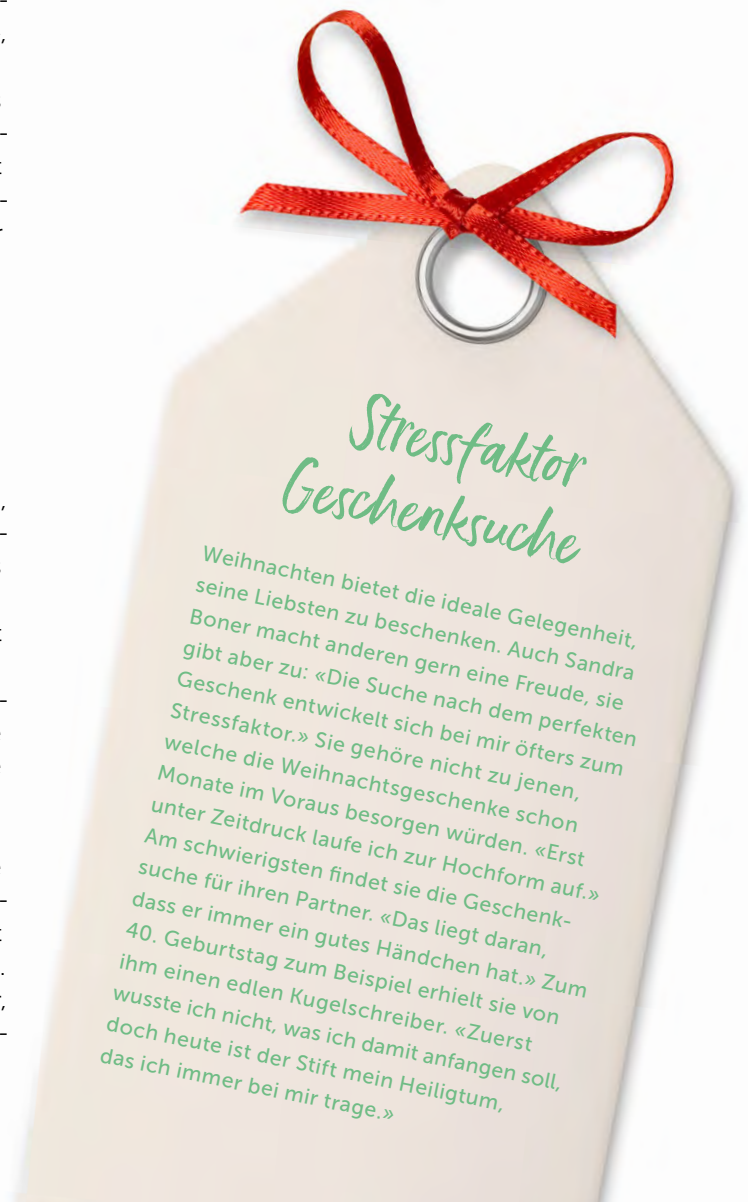 Stressfaktor
Geschenksuche
Weihnachten bietet die ideale Gelegenheit,
seine Liebsten zu beschenken. Auch Sandra
Boner macht anderen gern eine Freude, sie
gibt aber zu: «Die Suche nach dem perfekten
Geschenk entwickelt sich bei mir öfters zum
Stressfaktor.» Sie gehöre nicht zu jenen,
welche die Weihnachtsgeschenke schon
Monate im Voraus besorgen würden. «Erst
unter Zeitdruck laufe ich zur Hochform auf.»
Am schwierigsten findet sie die Geschenk-
suche für ihren Partner. «Das liegt daran,
dass er immer ein gutes Händchen hat.» Zum
40. Geburtstag zum Beispiel erhielt sie von
ihm einen edlen Kugelschreiber. «Zuerst
wusste ich nicht, was ich damit anfangen soll,
doch heute ist der Stift mein Heiligtum,
das ich immer bei mir trage.»